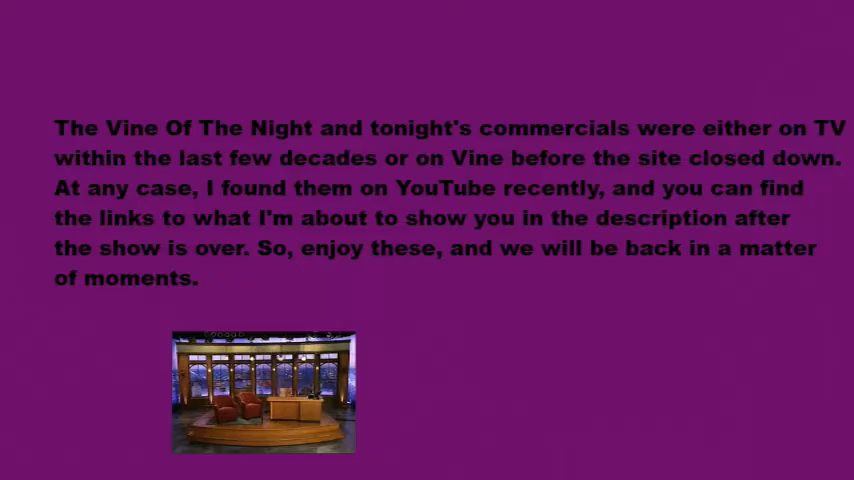 The Vine Of The Night and tonight's commercials were either on TV
within the last few decades or on Vine before the site closed down.
At any case, I found them on YouTube recently, and you can find
the links to what I'm about to show you in the description after
the show is over. So, enjoy these, and we will be back in a matter
of moments.